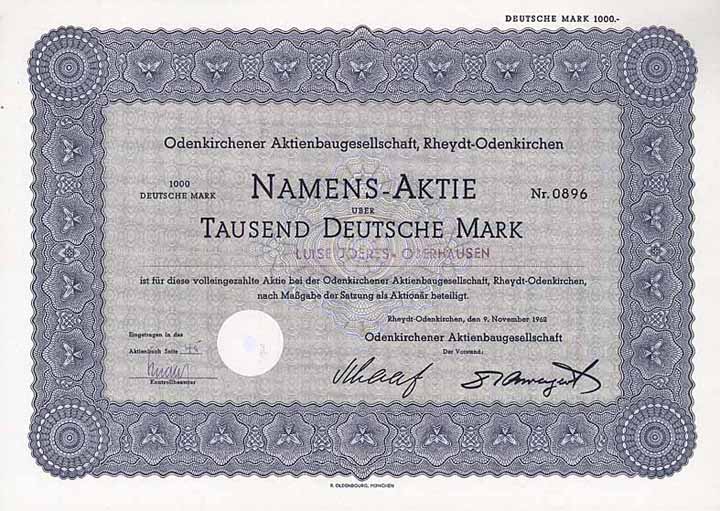 DEUTSCHE MARK 1000.-
Odenkirchener Aktienbaugesellschaft, Rheydt-Odenkirchen
1000
DEUTSCHE MARK
NAMENS-AKTIE
Nr. 0896
ÜBER
TAUSEND DEUTSCHE MARK
LUISE JOERES - OBERHAUSEN
ist für diese volleingezahlte Aktie bei der Odenkirchener Aktienbaugesellschaft, Rheydt-Odenkirchen,
nach Maßgabe der Satzung als Aktionär beteiligt.
Rheydt-Odenkirchen, den 9. November 1962
Eingetragen in das
Odenkirchener Aktienbaugesellschaft
Aktienbuch Seite 45
Der Vorstand:
Kontrollbeamter
R. OLDENBOURG, MÜNCHEN